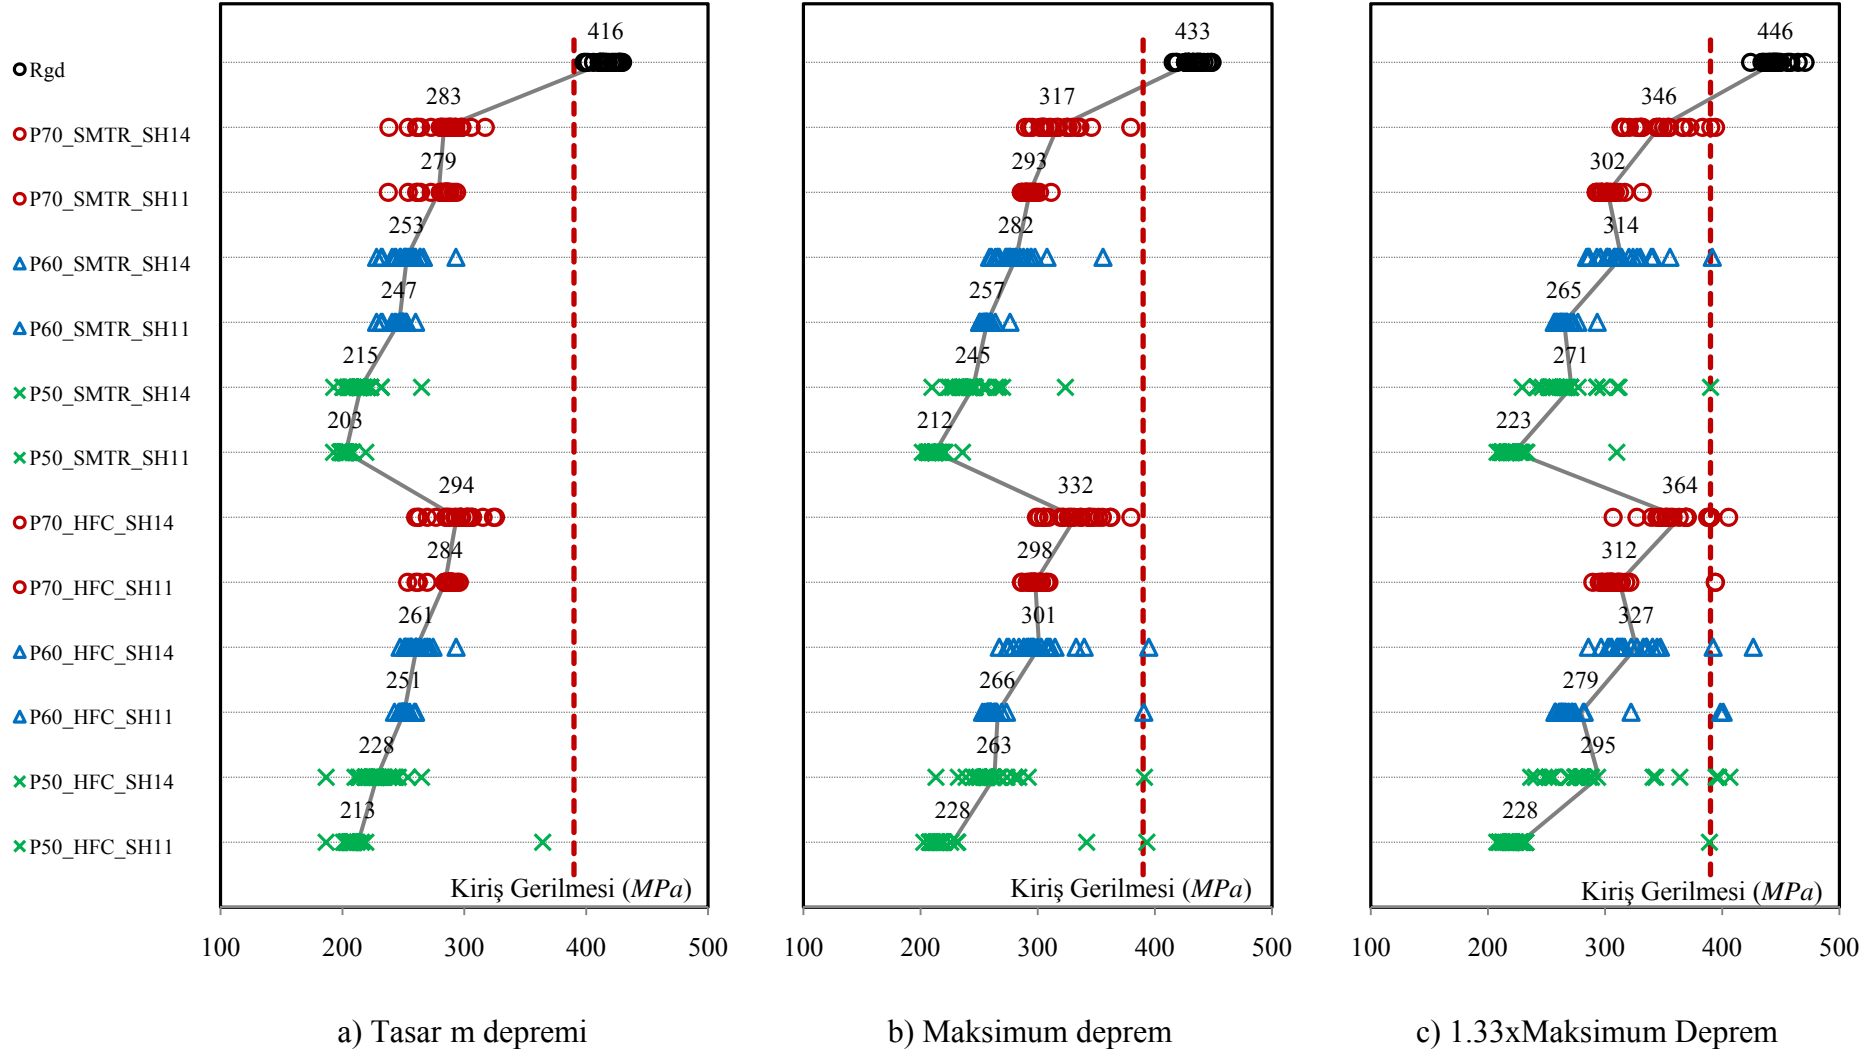 416
433
446
Rgd
283
317
346
P70_SMTR_SH14
279
293
302
P70_SMTR_SH11
253
282
314
P60_SMTR_SH14
247
257
265
P60_SMTR_SH11
215
245
271
P50_SMTR_SH14
203
212
223
P50_SMTR_SH11
294
332
364
P70_HFC_SH14
284
298
312
P70_HFC_SH11
261
301
327
P60_HFC_SH14
251
266
279
P60_HFC_SH11
228
263
295
P50_HFC_SH14
213
228
228
P50_HFC_SH11
Kiriş Gerilmesi (MPa)
Kiriş Gerilmesi (MPa)
Kiriş Gerilmesi (MPa)
100 200 300 400 500
100 200 300 400 500
100 200 300 400 500
a) Tasar m depremi
b) Maksimum deprem
c) 1.33xMaksimum Deprem